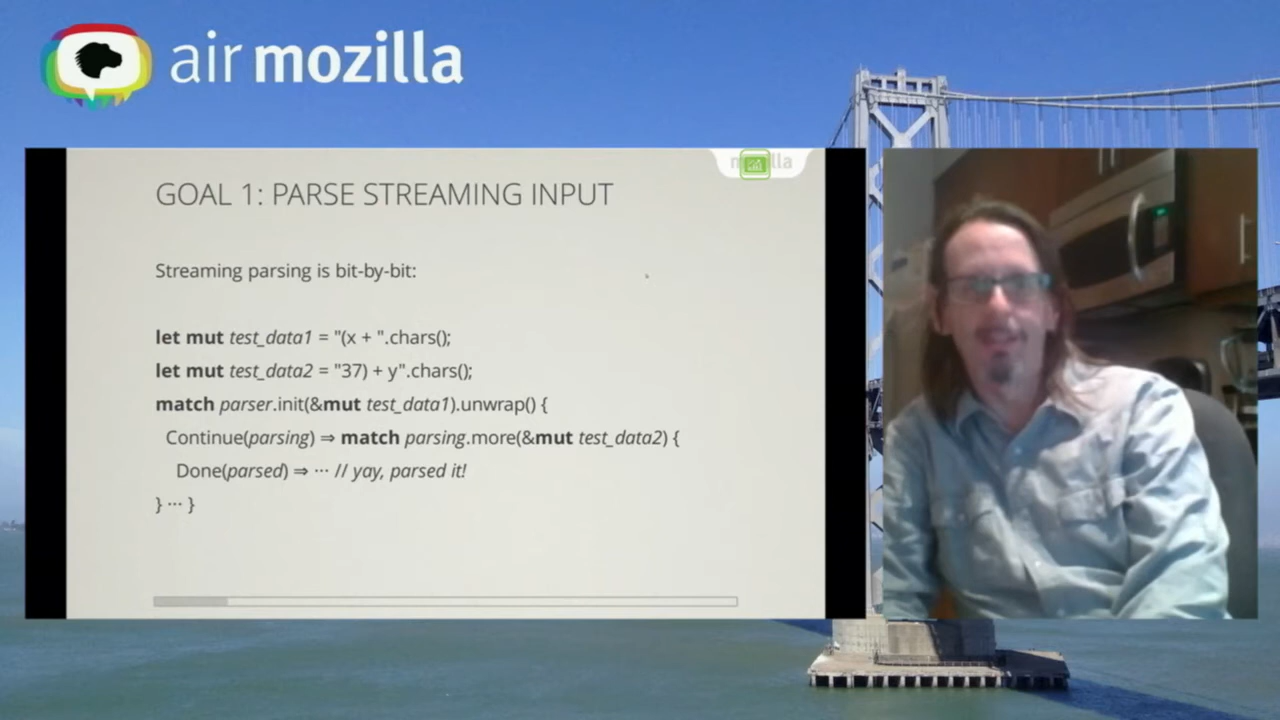 air mozilla
mozilla
GOAL 1: PARSE STREAMING INPUT
Streaming parsing is bit-by-bit:
let mut test_data1 = "(x + ".chars();
let mut test_data2 = "37) + y".chars();
match parser.init(&mut test_data1).unwrap() {
Continue(parsing) ⇒ match parsing.more(&mut test_data2) {
Done(parsed) ⇒ ··· // yay, parsed it!
} ··· }